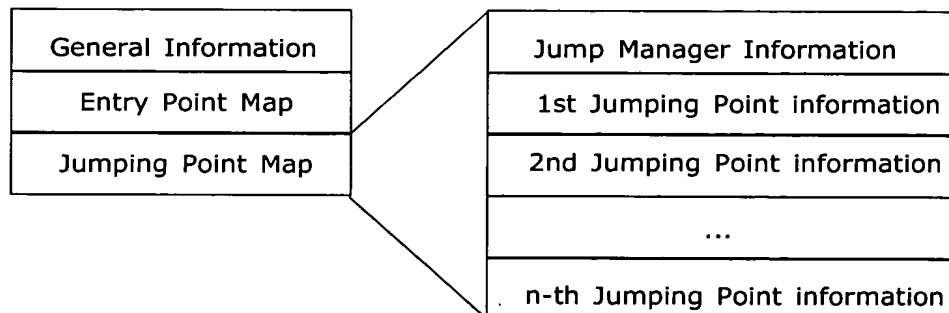 General Information
Entry Point Map
Jumping Point Map
Jump Manager Information
1st Jumping Point information
2nd Jumping Point information
...
n-th Jumping Point information